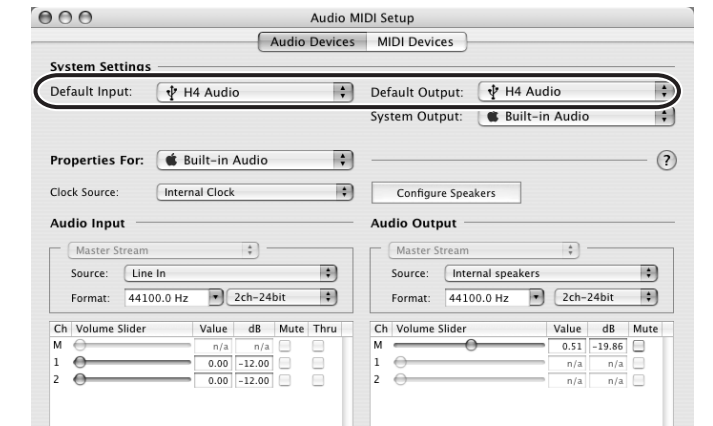 Audio MIDI Setup
Audio Devices MIDI Devices
System Settings
Default Input: H4 Audio Default Output: H4 Audio
System Output: Built-in Audio
Properties For: Built-in Audio ?
Clock Source: Internal Clock Configure Speakers
Audio Input Audio Output
Master Stream Master Stream
Source: Line In Source: Internal speakers
Format: 44100.0 Hz 2ch-24bit Format: 44100.0 Hz 2ch-24bit
Ch Volume Slider Value dB Mute Thru Ch Volume Slider Value dB Mute
M n/a n/a M 0.51 -19.86
1 0.00 -12.00 1 n/a n/a
2 0.00 -12.00 2 n/a n/a